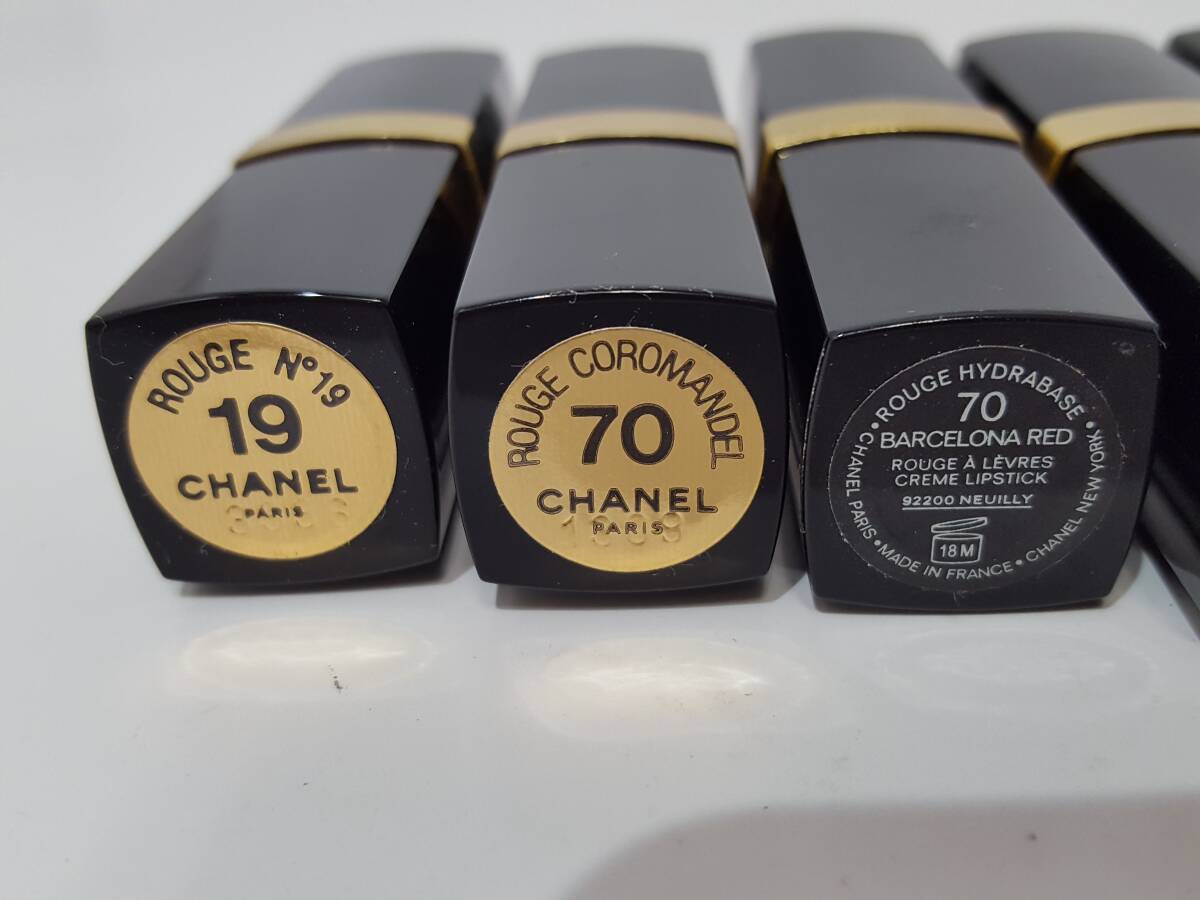 ROUGE Nº19
19
CHANEL
PARIS
ROUGE COROMANDEL
70
CHANEL
PARIS
•ROUGE HYDRABASE•
70
BARCELONA RED
ROUGE À LÈVRES
CREME LIPSTICK
92200 NEUILLY
18M
CHANEL PARIS•MADE IN FRANCE•CHANEL NEW YORK